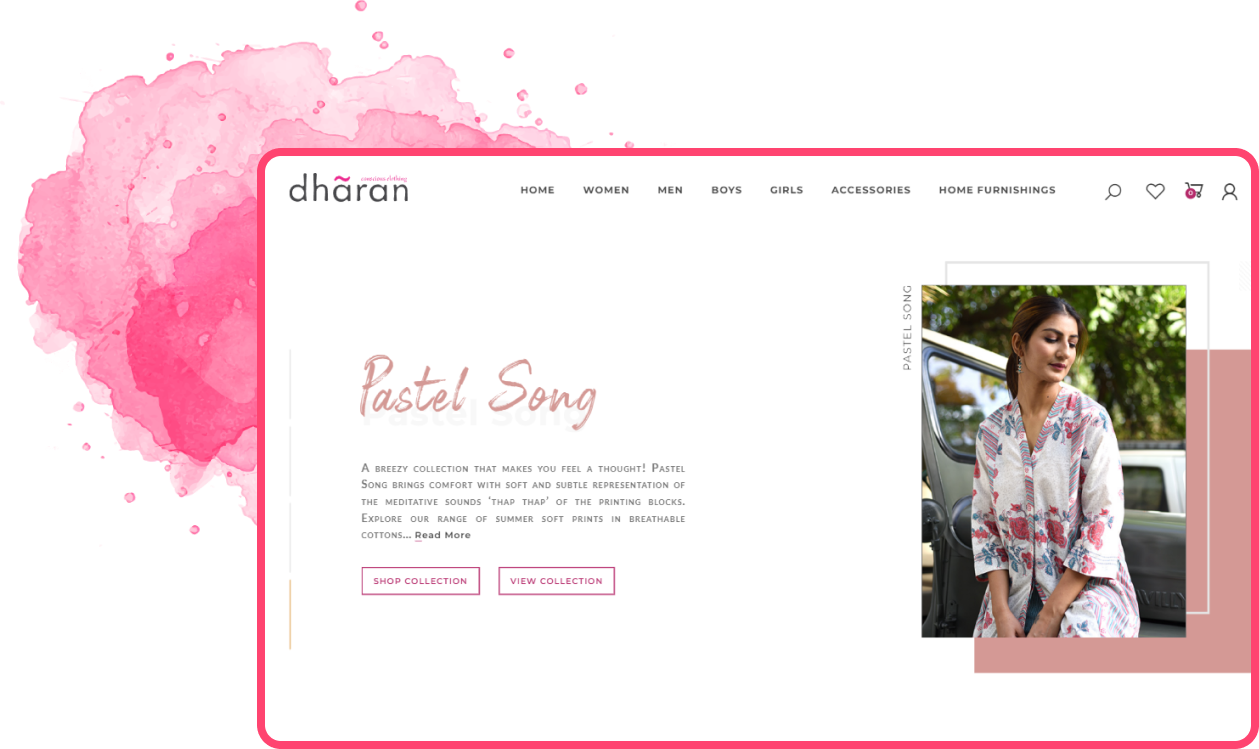 conscious clothing
dhãran
HOME WOMEN MEN BOYS GIRLS ACCESSORIES HOME FURNISHINGS
0
PASTEL SONG
Pastel Song
Pastel Song
A BREEZY COLLECTION THAT MAKES YOU FEEL A THOUGHT! PASTEL
SONG BRINGS COMFORT WITH SOFT AND SUBTLE REPRESENTATION OF
THE MEDITATIVE SOUNDS 'THAP THAP' OF THE PRINTING BLOCKS.
EXPLORE OUR RANGE OF SUMMER SOFT PRINTS IN BREATHABLE
COTTONS... Read More
SHOP COLLECTION VIEW COLLECTION